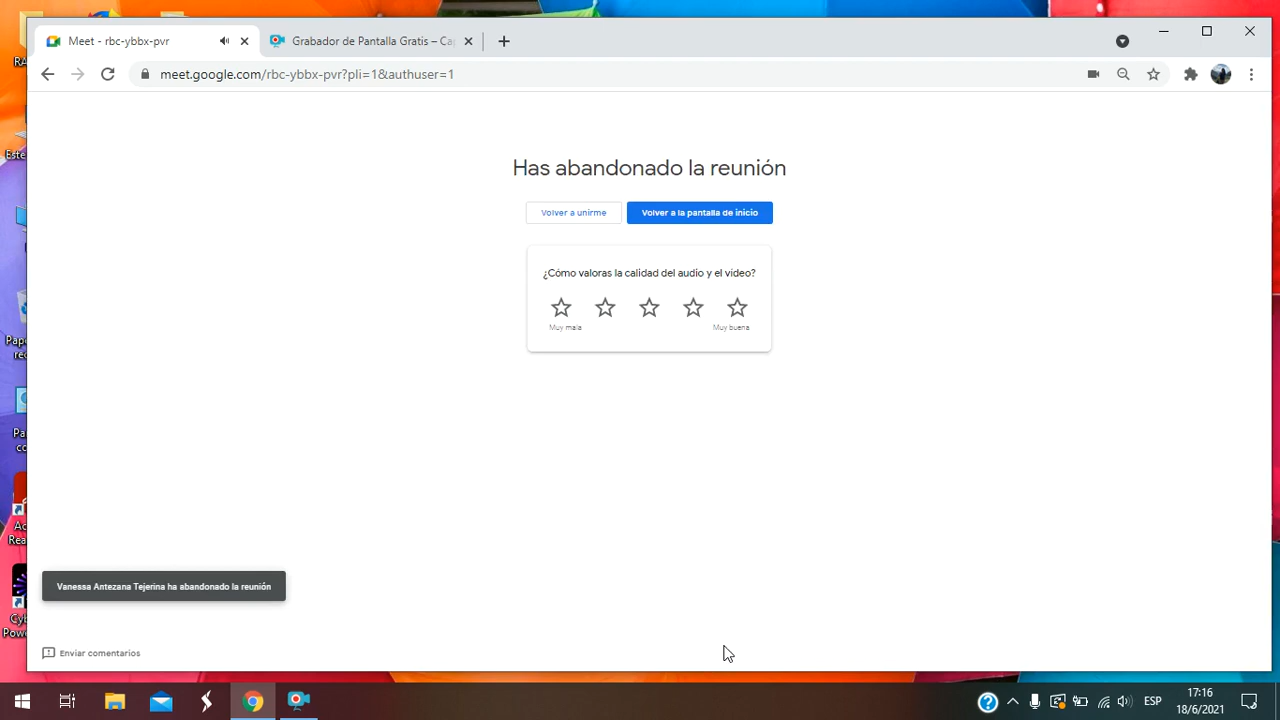 Meet - rbc-ybbx-pvr
Grabador de Pantalla Gratis – Ca
meet.google.com/rbc-ybbx-pvr?pli=1&authuser=1
Has abandonado la reunión
Volver a unirme
Volver a la pantalla de inicio
¿Cómo valoras la calidad del audio y el vídeo?
Muy mala
Muy buena
Vanessa Antezana Tejerina ha abandonado la reunión
Enviar comentarios
ESP
17:16
18/6/2021